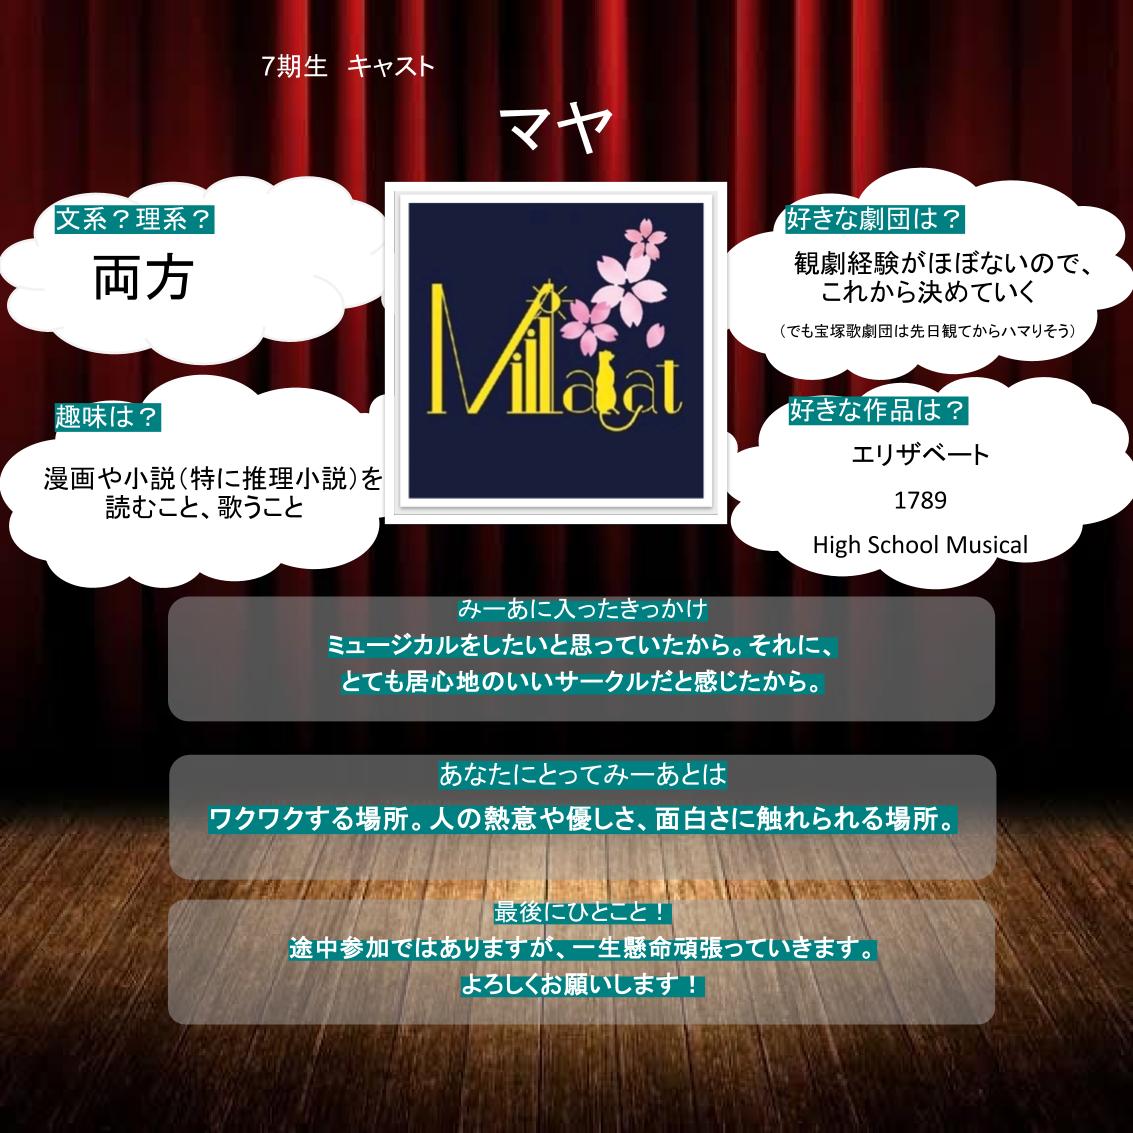 7期生　キャスト
マヤ
文系？理系？
両方
趣味は？
漫画や小説（特に推理小説）を
読むこと、歌うこと
Millalat
好きな劇団は？
観劇経験がほぼないので、
これから決めていく
（でも宝塚歌劇団は先日観てからハマりそう）
好きな作品は？
エリザベート
1789
High School Musical
みーあに入ったきっかけ
ミュージカルをしたいと思っていたから。それに、
とても居心地のいいサークルだと感じたから。
あなたにとってみーあとは
ワクワクする場所。人の熱意や優しさ、面白さに触れられる場所。
最後にひとこと！
途中参加ではありますが、一生懸命頑張っていきます。
よろしくお願いします！